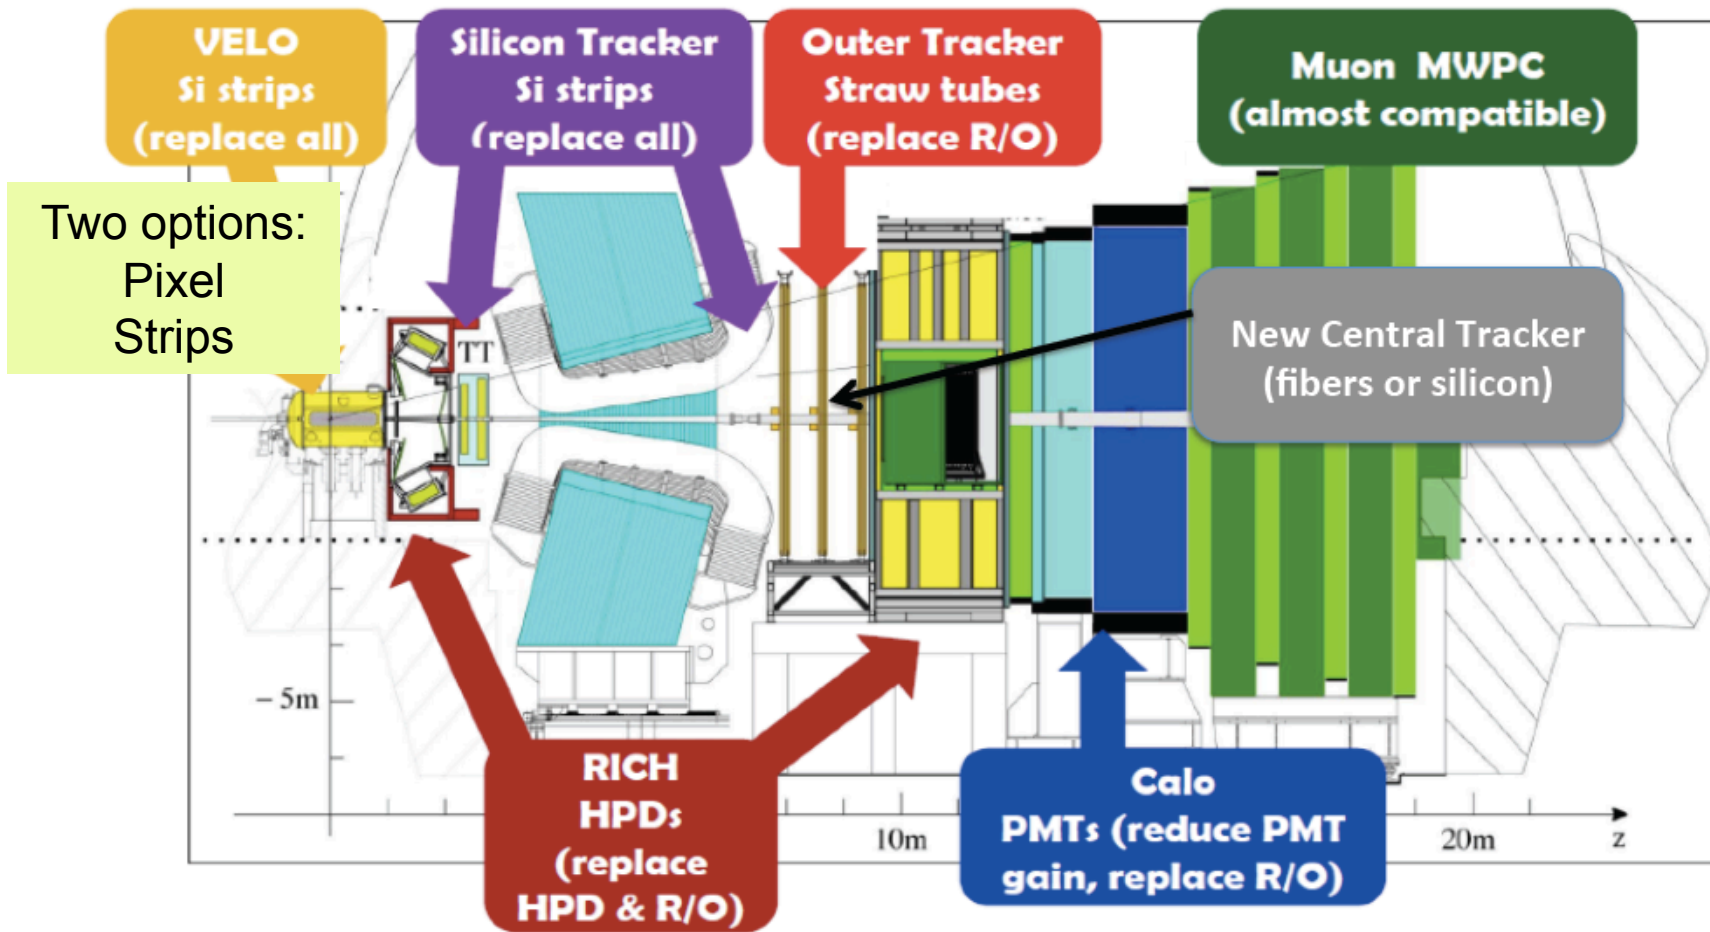 VELO
Si strips
(replace all)
Silicon Tracker
Si strips
(replace all)
Outer Tracker
Straw tubes
(replace R/O)
Muon MWPC
(almost compatible)
Two options:
Pixel
Strips
TT
New Central Tracker
(fibers or silicon)
– 5m
RICH
HPDs
(replace
HPD & R/O)
Calo
PMTs (reduce PMT
gain, replace R/O)
10m
20m
z